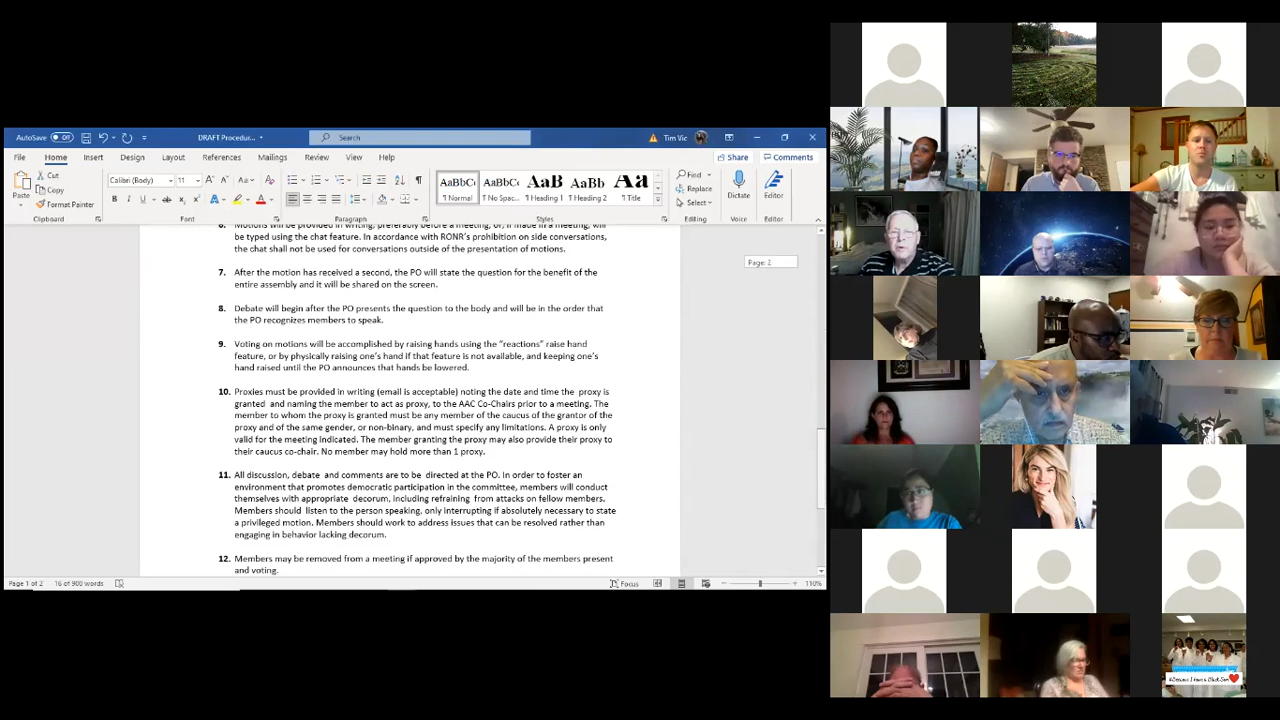 AutoSave Off
DRAFT Procedur...
Search
Tim Vic
File Home Insert Design Layout References Mailings Review View Help
Share Comments
Paste
Cut
Copy
Format Painter
Clipboard
Calibri (Body) 11
Font
Paragraph
AaBbCc AaBbCc AaB AaBb Aa
¶ Normal ¶ No Spac... ¶ Heading 1 ¶ Heading 2 ¶ Title
Styles
Find
Replace
Select
Editing
Dictate
Voice
Editor
Editor
Page: 2
be typed using the chat feature. In accordance with RONR's prohibition on side conversations,
the chat shall not be used for conversations outside of the presentation of motions.
7. After the motion has received a second, the PO will state the question for the benefit of the
entire assembly and it will be shared on the screen.
8. Debate will begin after the PO presents the question to the body and will be in the order that
the PO recognizes members to speak.
9. Voting on motions will be accomplished by raising hands using the "reactions" raise hand
feature, or by physically raising one's hand if that feature is not available, and keeping one's
hand raised until the PO announces that hands be lowered.
10. Proxies must be provided in writing (email is acceptable) noting the date and time the proxy is
granted and naming the member to act as proxy, to the AAC Co-Chairs prior to a meeting. The
member to whom the proxy is granted must be any member of the caucus of the grantor of the
proxy and of the same gender, or non-binary, and must specify any limitations. A proxy is only
valid for the meeting indicated. The member granting the proxy may also provide their proxy to
their caucus co-chair. No member may hold more than 1 proxy.
11. All discussion, debate and comments are to be directed at the PO. In order to foster an
environment that promotes democratic participation in the committee, members will conduct
themselves with appropriate decorum, including refraining from attacks on fellow members.
Members should listen to the person speaking, only interrupting if absolutely necessary to state
a privileged motion. Members should work to address issues that can be resolved rather than
engaging in behavior lacking decorum.
12. Members may be removed from a meeting if approved by the majority of the members present
and voting.
Page 1 of 2 16 of 900 words
Focus
110%